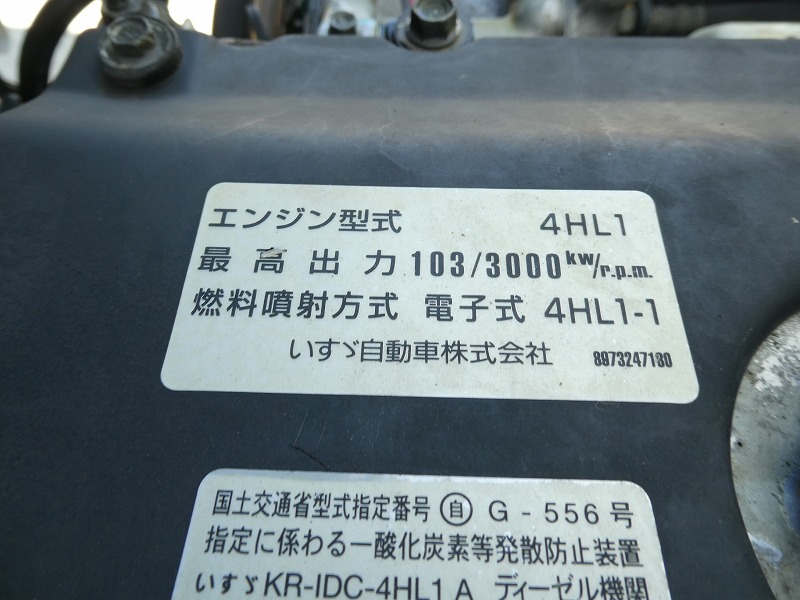 エンジン型式 4HL1
最高出力 103/3000 kw/r.p.m.
燃料噴射方式 電子式 4HL1-1
いすゞ自動車株式会社 8973247180
国土交通省型式指定番号 自 G-556号
指定に係わる一酸化炭素等発散防止装置
いすゞ KR-IDC-4HL1A ディーゼル機関